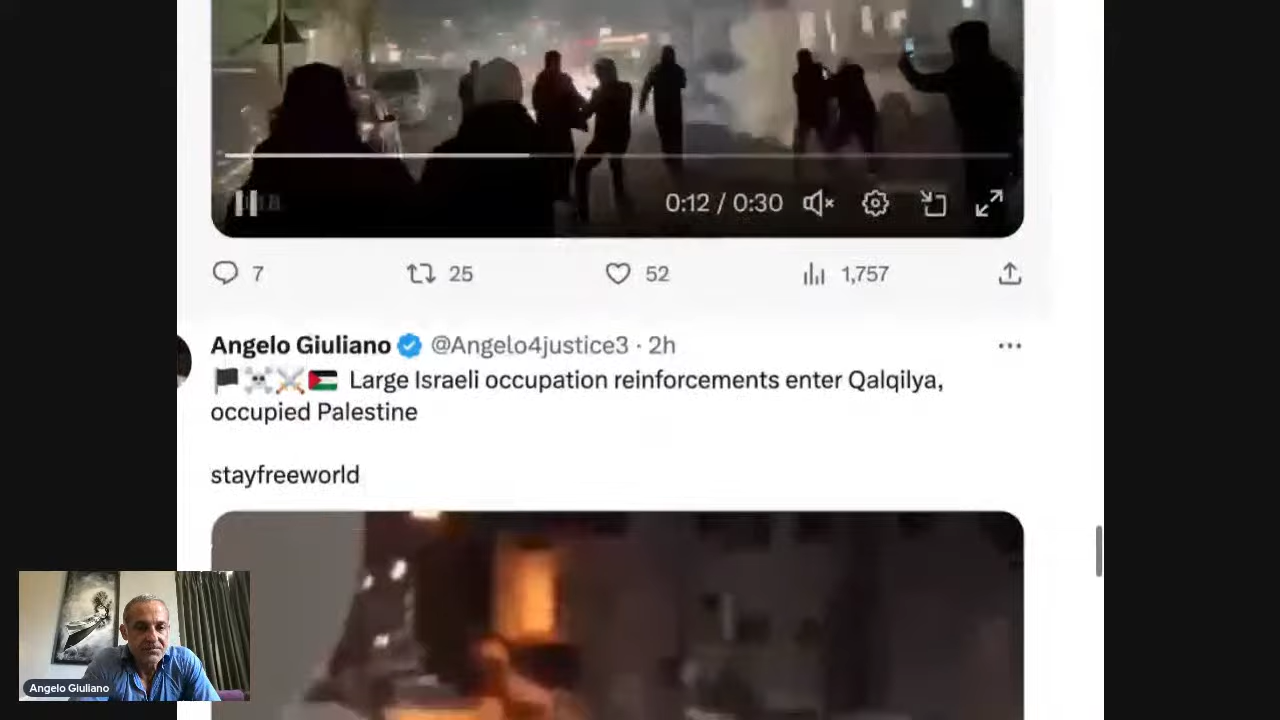 0:12 / 0:30
7 25 52 1,757
Angelo Giuliano @Angelo4justice3 · 2h
Large Israeli occupation reinforcements enter Qalqilya,
occupied Palestine
stayfreeworld
Angelo Giuliano